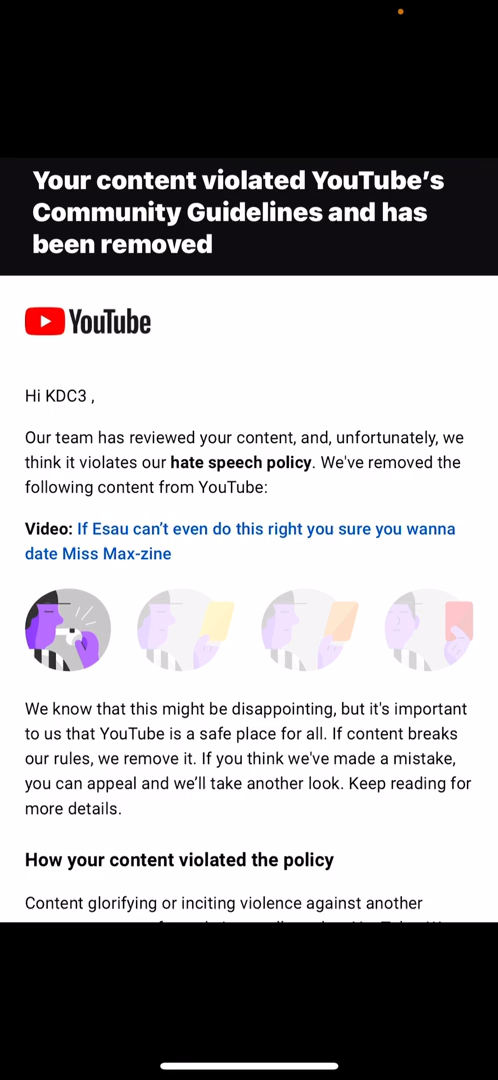 Your content violated YouTube's
Community Guidelines and has
been removed
YouTube
Hi KDC3 ,
Our team has reviewed your content, and, unfortunately, we
think it violates our hate speech policy. We've removed the
following content from YouTube:
Video: If Esau can't even do this right you sure you wanna
date Miss Max-zine
We know that this might be disappointing, but it's important
to us that YouTube is a safe place for all. If content breaks
our rules, we remove it. If you think we've made a mistake,
you can appeal and we'll take another look. Keep reading for
more details.
How your content violated the policy
Content glorifying or inciting violence against another